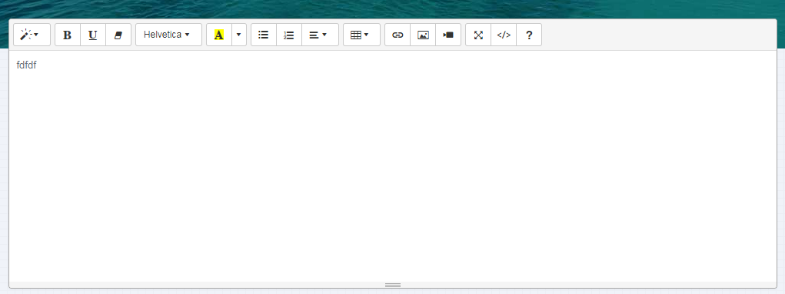 B U Helvetica A </> ?
fdfdf